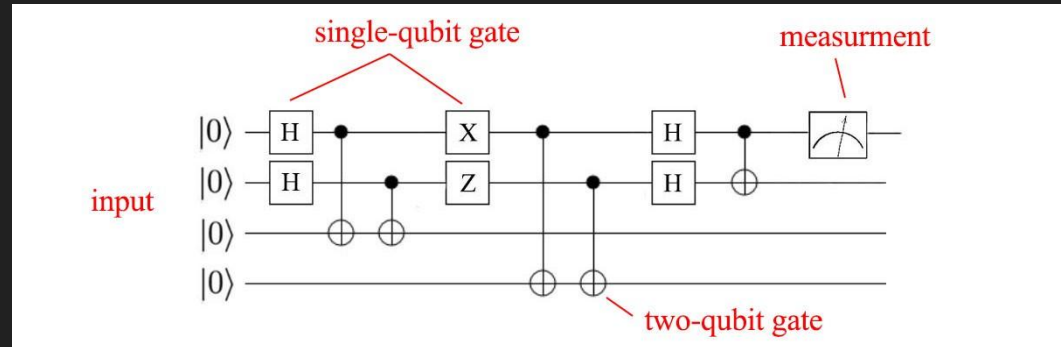 single-qubit gate
measurment
|0⟩ H X H
|0⟩ H Z H
input
|0⟩
|0⟩
two-qubit gate